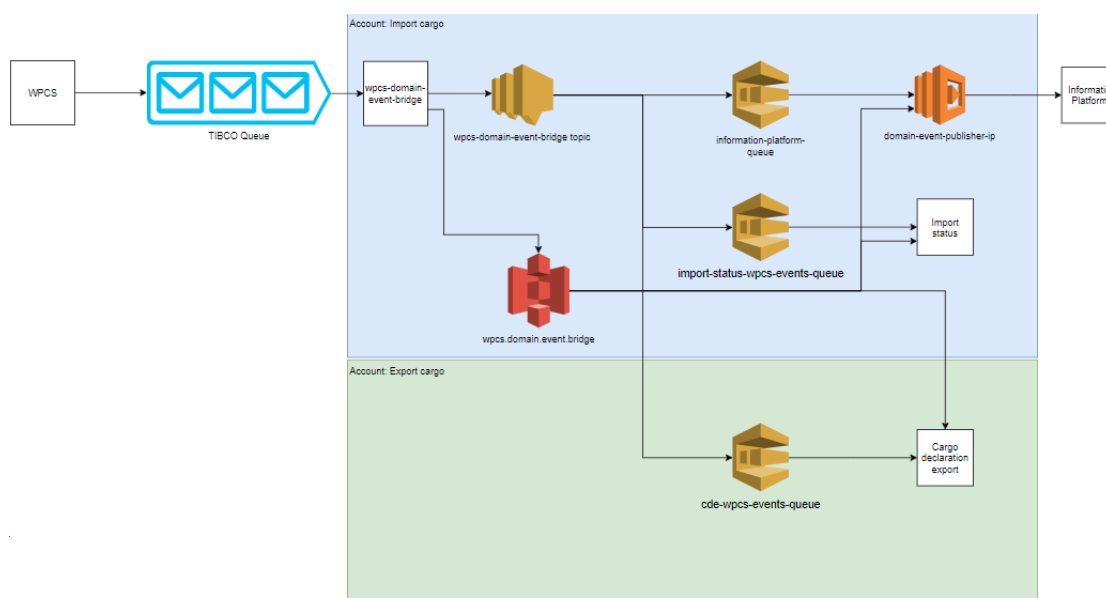 Account: Import cargo
WPCS
TIBCO Queue
wpcs-domain-
event-bridge
wpcs-domain-event-bridge topic
information-platform-
queue
domain-event-publisher-ip
Informatio
Platform
import-status-wpcs-events-queue
Import
status
wpcs.domain.event.bridge
Account: Export cargo
cde-wpcs-events-queue
Cargo
declaration
export